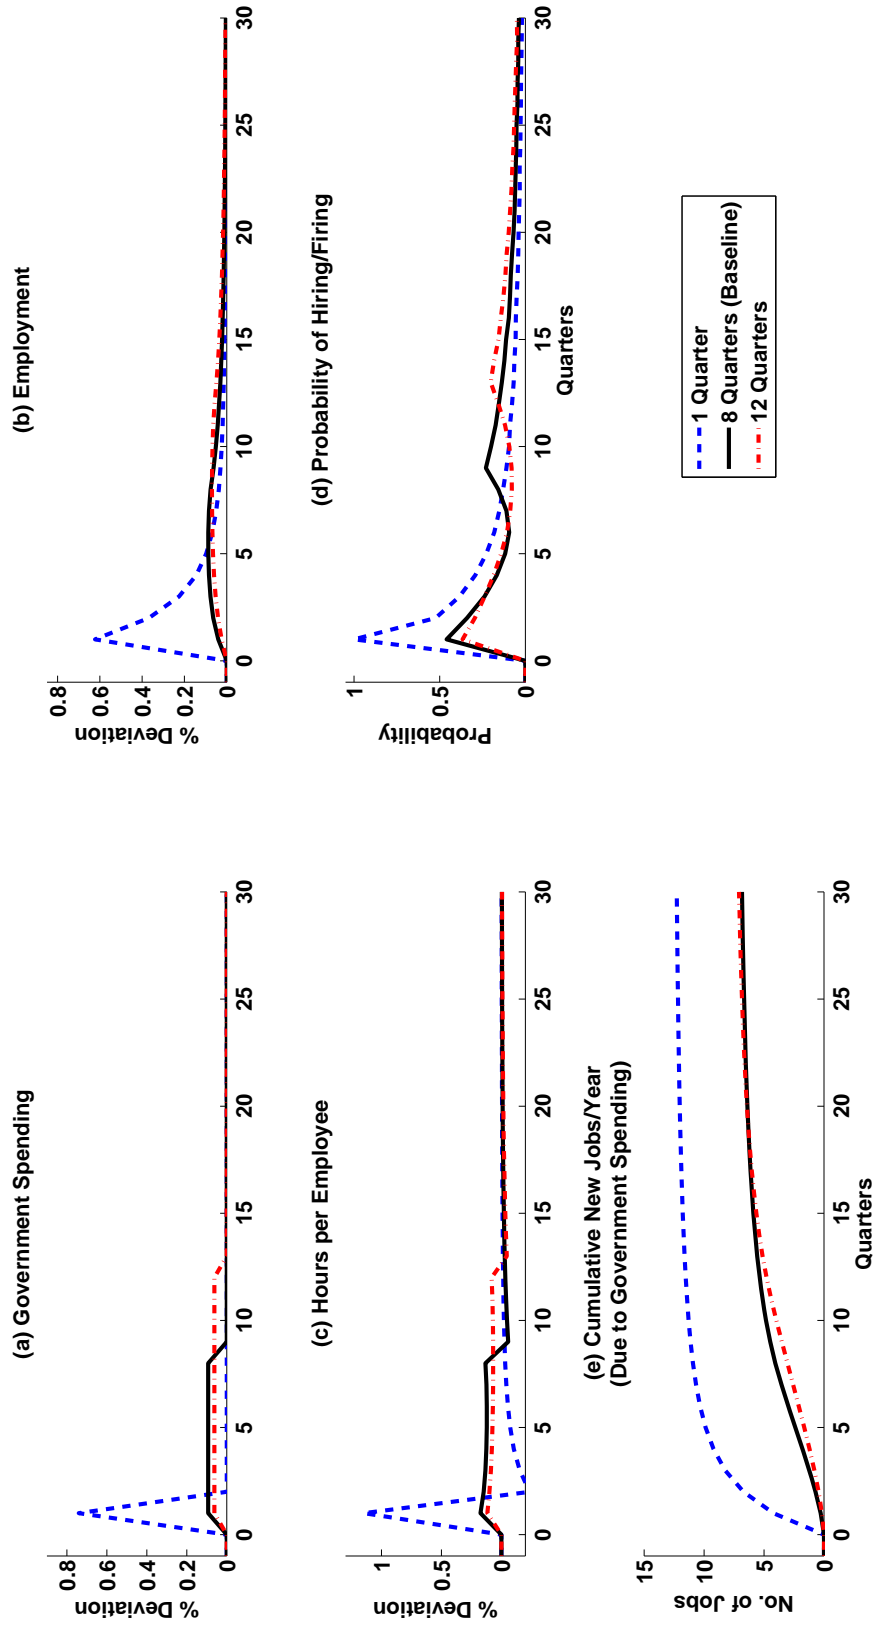 (a) Government Spending
% Deviation
0.8
0.6
0.4
0.2
0
0 5 10 15 20 25 30
(b) Employment
% Deviation
0.8
0.6
0.4
0.2
0
0 5 10 15 20 25 30
(c) Hours per Employee
% Deviation
1
0
0 5 10 15 20 25 30
(d) Probability of Hiring/Firing
Probability
1
0.5
0
0 5 10 15 20 25 30
Quarters
(e) Cumulative New Jobs/Year
(Due to Government Spending)
No. of Jobs
15
10
5
0
0 5 10 15 20 25 30
Quarters
1 Quarter
8 Quarters (Baseline)
12 Quarters